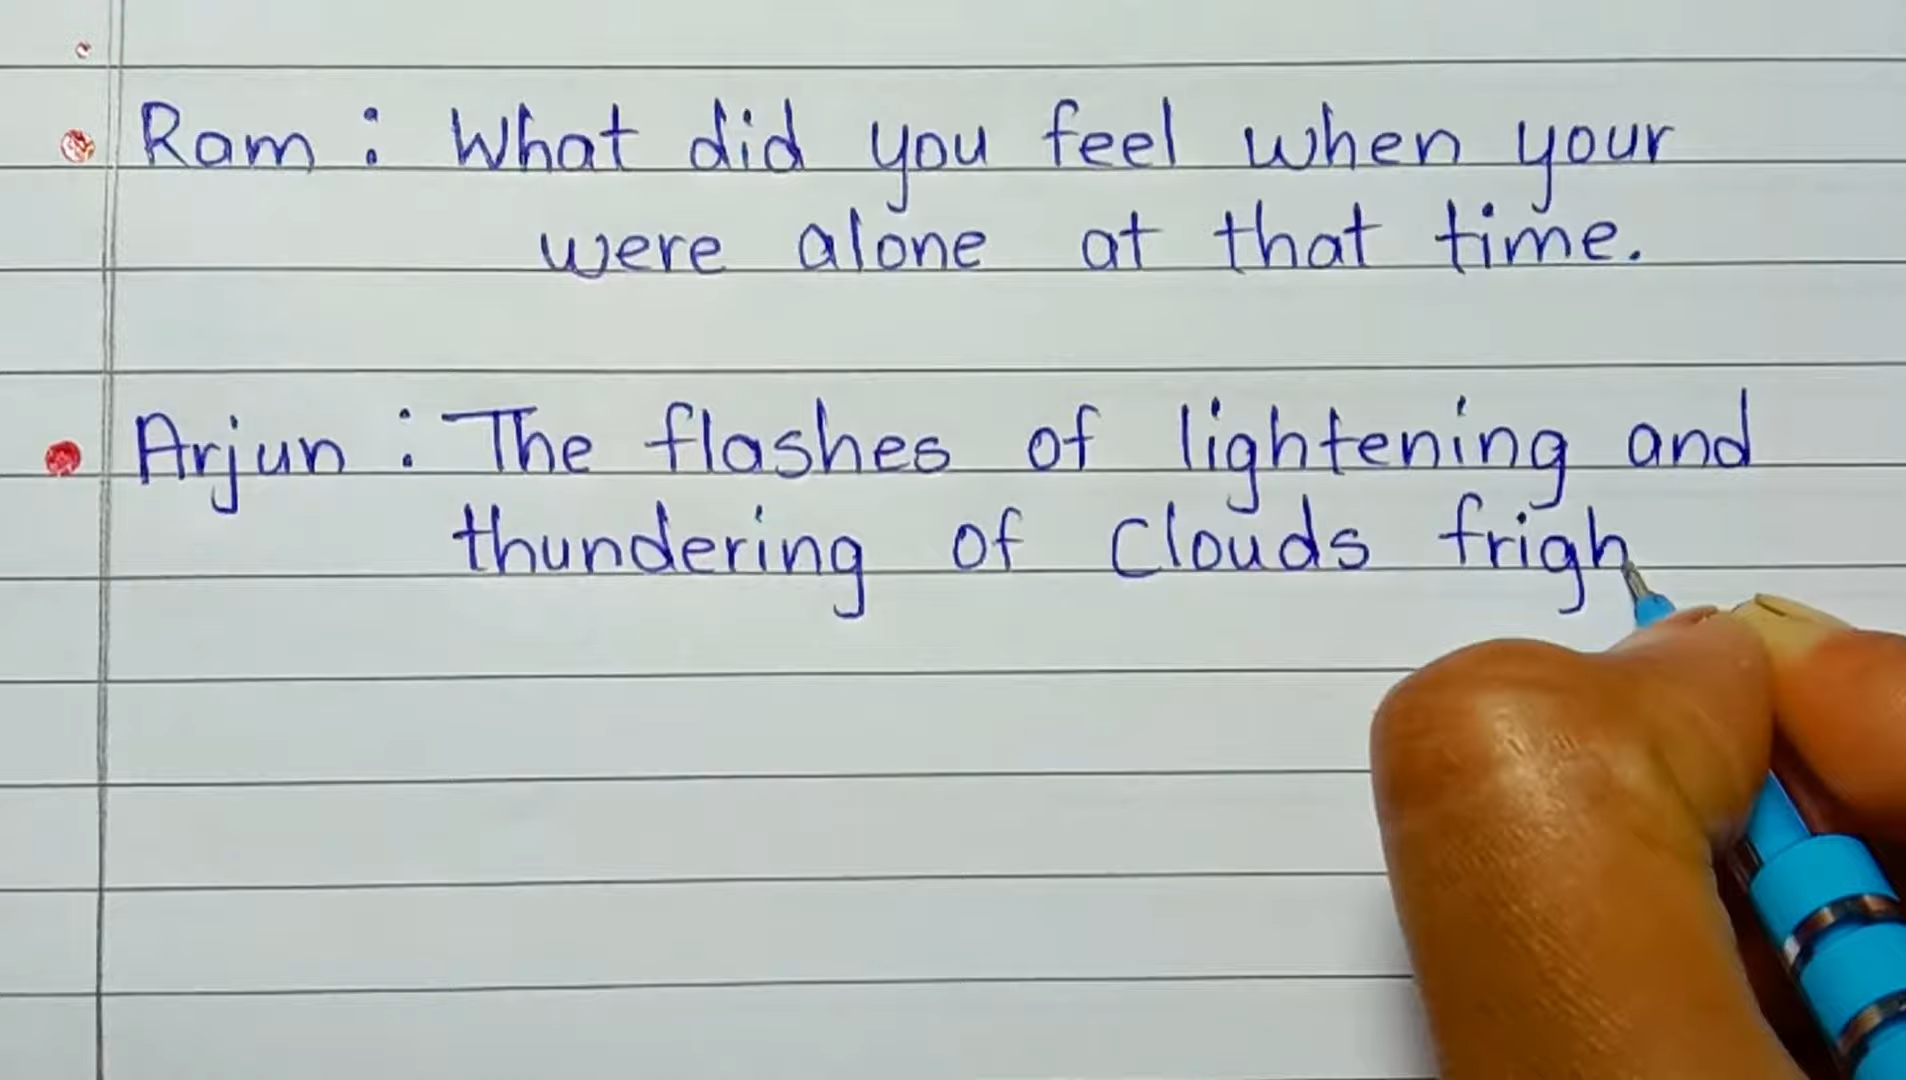 Ram : What did you feel when your
were alone at that time.
Arjun : The flashes of lightening and
thundering of Clouds frigh